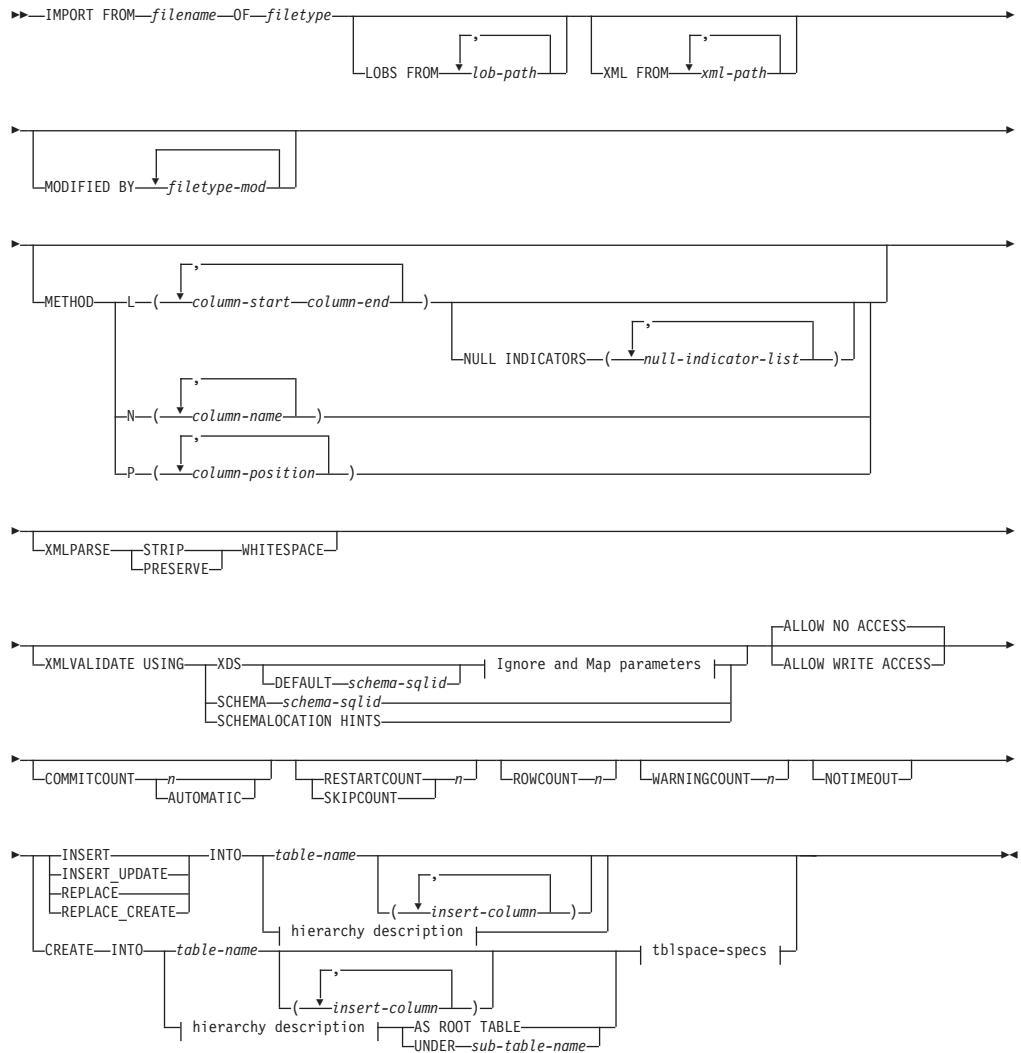 IMPORT FROM filename OF filetype
,
LOBS FROM lob-path
,
XML FROM xml-path
MODIFIED BY filetype-mod
,
METHOD L ( column-start column-end )
,
NULL INDICATORS ( null-indicator-list )
,
N ( column-name )
,
P ( column-position )
XMLPARSE STRIP WHITESPACE
PRESERVE
ALLOW NO ACCESS
XMLVALIDATE USING XDS Ignore and Map parameters ALLOW WRITE ACCESS
DEFAULT schema-sqlid
SCHEMA schema-sqlid
SCHEMALOCATION HINTS
COMMITCOUNT n RESTARTCOUNT n ROWCOUNT n WARNINGCOUNT n NOTIMEOUT
AUTOMATIC SKIPCOUNT
INSERT INTO table-name
INSERT_UPDATE ,
REPLACE
REPLACE_CREATE ( insert-column )
hierarchy description
CREATE INTO table-name tblspace-specs
,
( insert-column )
hierarchy description AS ROOT TABLE
UNDER sub-table-name